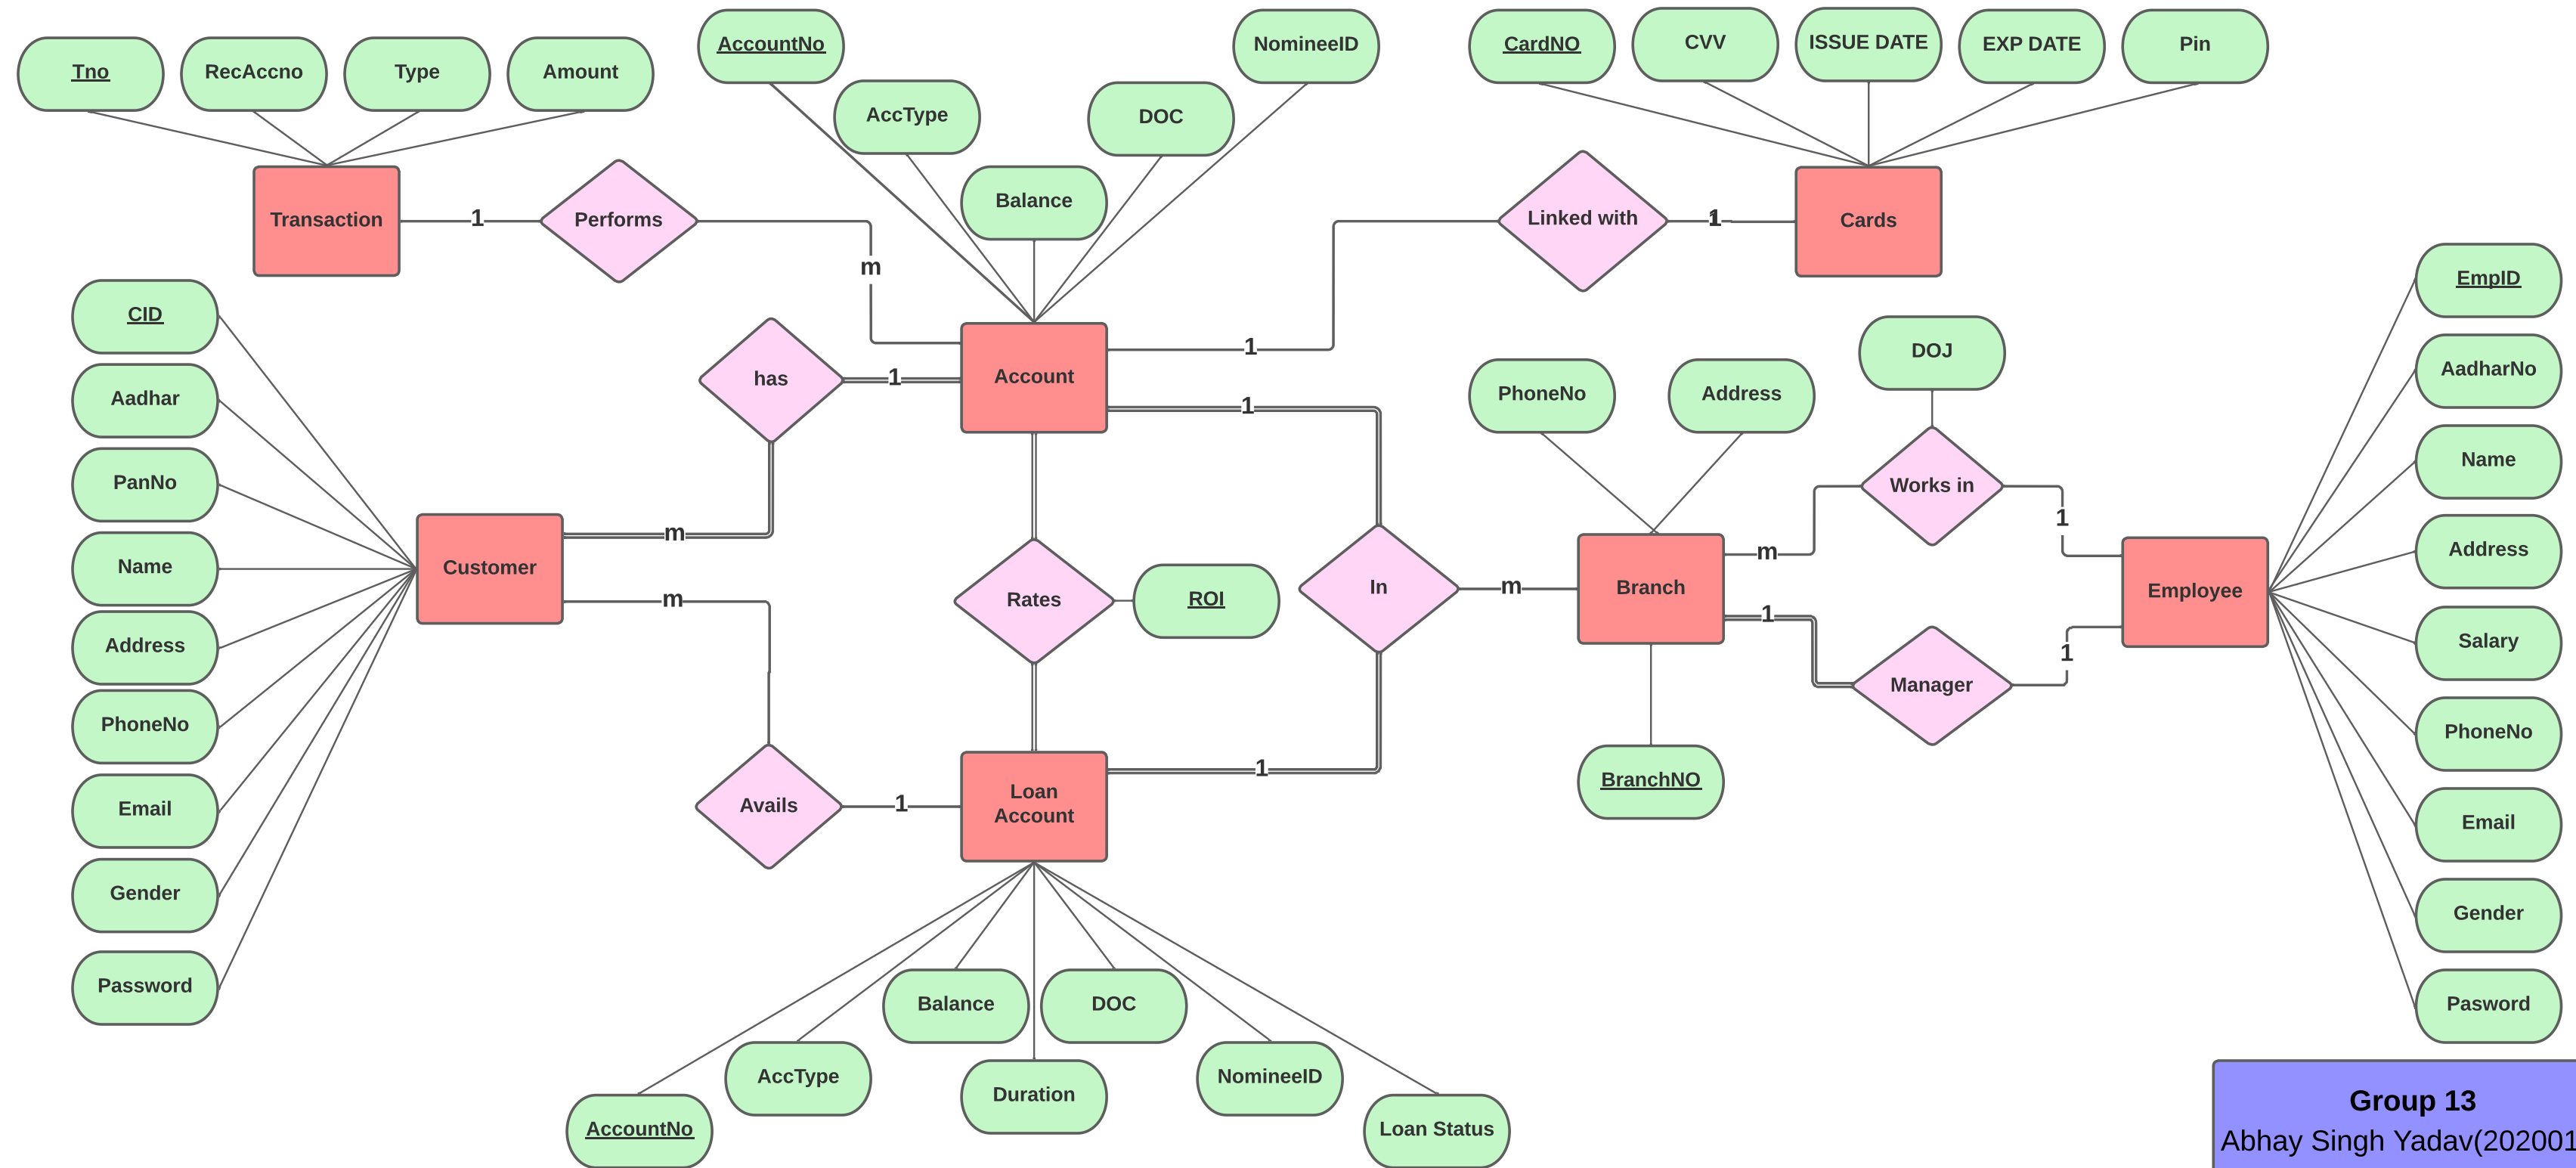 Tno
RecAccno
Type
Amount
AccountNo
AccType
Balance
DOC
NomineeID
CardNO
CVV
ISSUE DATE
EXP DATE
Pin
Transaction
1
Performs
m
Linked with
1
Cards
1
CID
Aadhar
PanNo
Name
Address
PhoneNo
Email
Gender
Password
has
1
Account
1
m
Customer
m
Rates
ROI
In
m
PhoneNo
Address
Branch
BranchNO
DOJ
Works in
m
1
1
Manager
1
Employee
EmpID
AadharNo
Name
Address
Salary
PhoneNo
Email
Gender
Pasword
Avails
1
Loan
Account
1
Balance
DOC
AccType
Duration
NomineeID
AccountNo
Loan Status
Group 13
Abhay Singh Yadav(202001